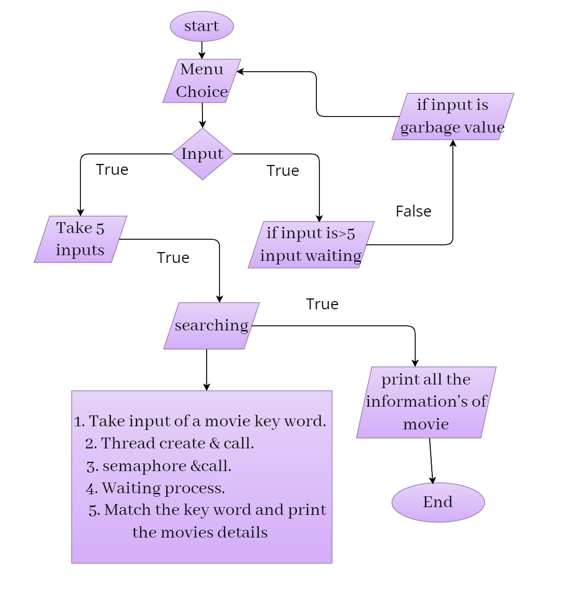 start
Menu
Choice
if input is
garbage value
Input
True
True
False
Take 5
inputs
if input is>5
input waiting
True
True
searching
print all the
information's of
movie
1. Take input of a movie key word.
2. Thread create & call.
3. semaphore &call.
4. Waiting process.
5. Match the key word and print
the movies details
End